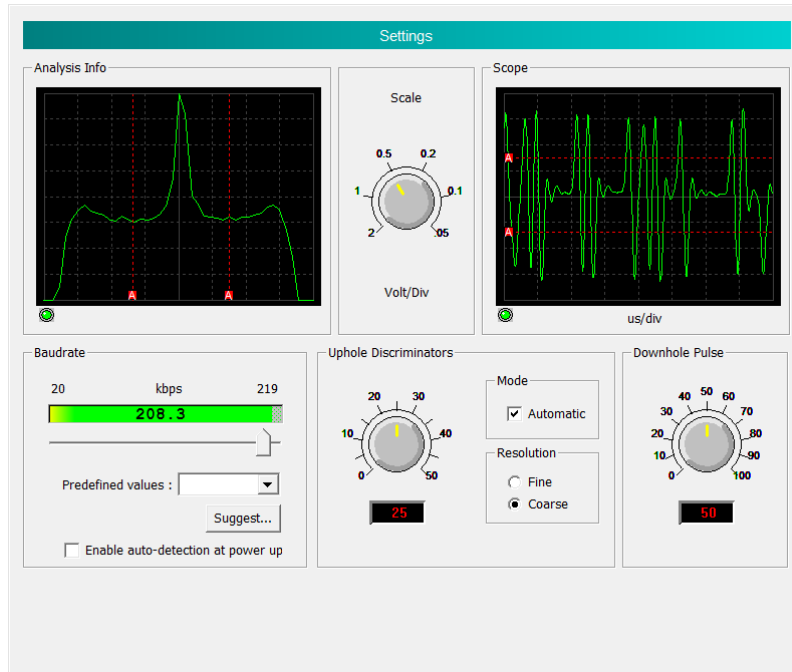 Settings
Analysis Info
A A
Scale
0.5 0.2
1 0.1
2 .05
Volt/Div
Scope
A
A
us/div
Baudrate
20 kbps 219
208.3
Predefined values :
Suggest...
Enable auto-detection at power up
Uphole Discriminators
20 30
10 40
0 50
25
Mode
Automatic
Resolution
Fine
Coarse
Downhole Pulse
40 50 60
30 70
20 80
10 90
0 100
50